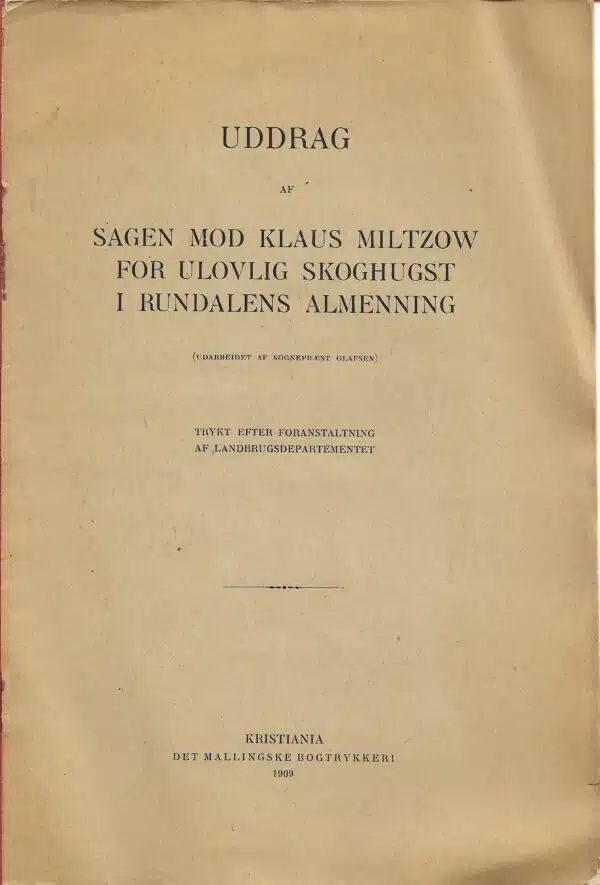 UDDRAG
AF
SAGEN MOD KLAUS MILTZOW
FOR ULOVLIG SKOGHUGST
I RUNDALENS ALMENNING
(UDARBEIDET AF SOGNEPRÆST OLAFSEN)
TRYKT EFTER FORANSTALTNING
AF LANDBRUGSDEPARTEMENTET
KRISTIANIA
DET MALLINGSKE BOGTRYKKERI
1909